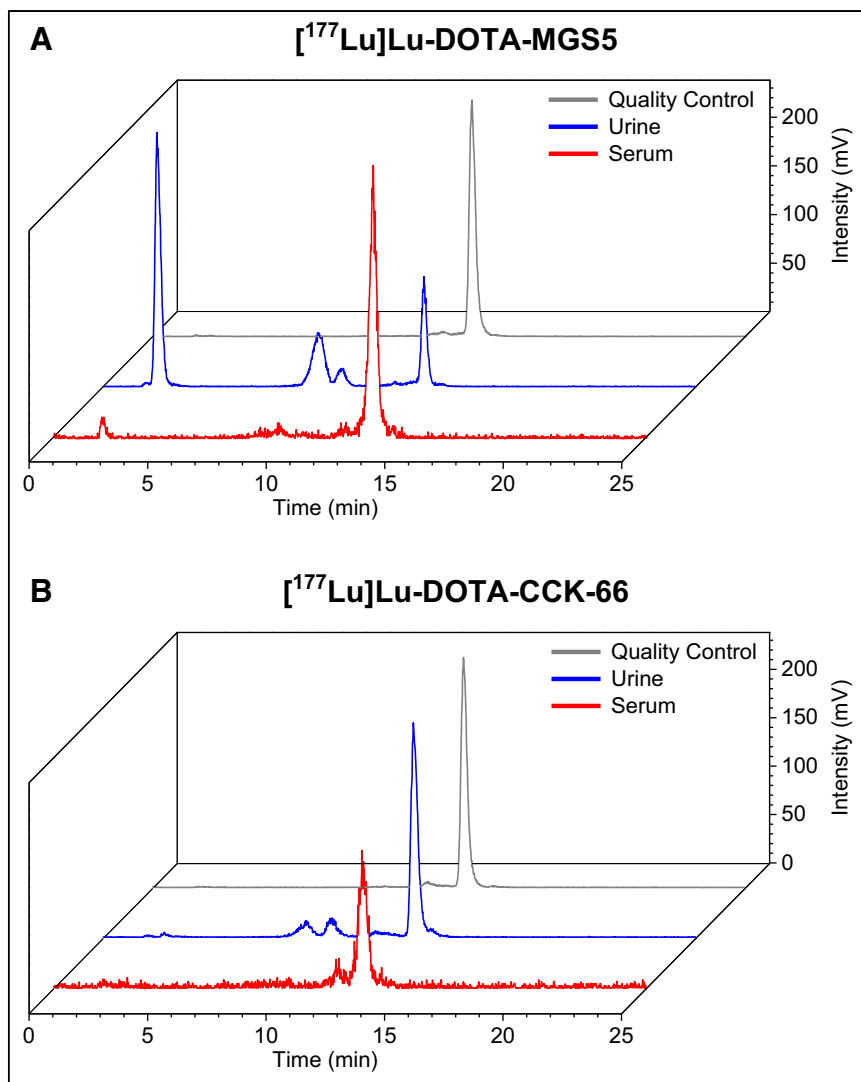 A
[¹⁷⁷Lu]Lu-DOTA-MGS5
Quality Control
Urine
Serum
200
150
100
50
Intensity (mV)
0 5 10 15 20 25
Time (min)
B
[¹⁷⁷Lu]Lu-DOTA-CCK-66
Quality Control
Urine
Serum
200
150
100
50
0
Intensity (mV)
0 5 10 15 20 25
Time (min)